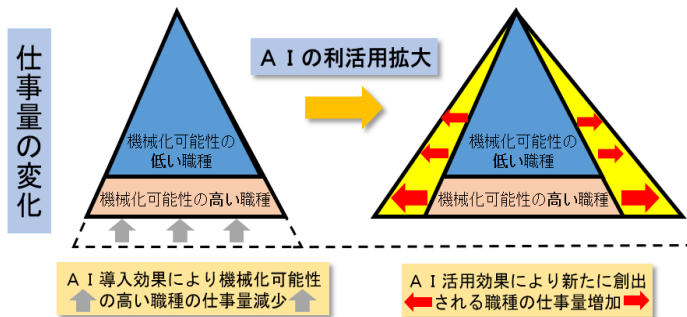 仕事量の変化
ＡＩの利活用拡大
機械化可能性の
低い職種
機械化可能性の高い職種
機械化可能性の
低い職種
機械化可能性の高い職種
ＡＩ導入効果により機械化可能性
の高い職種の仕事量減少
ＡＩ活用効果により新たに創出
される職種の仕事量増加